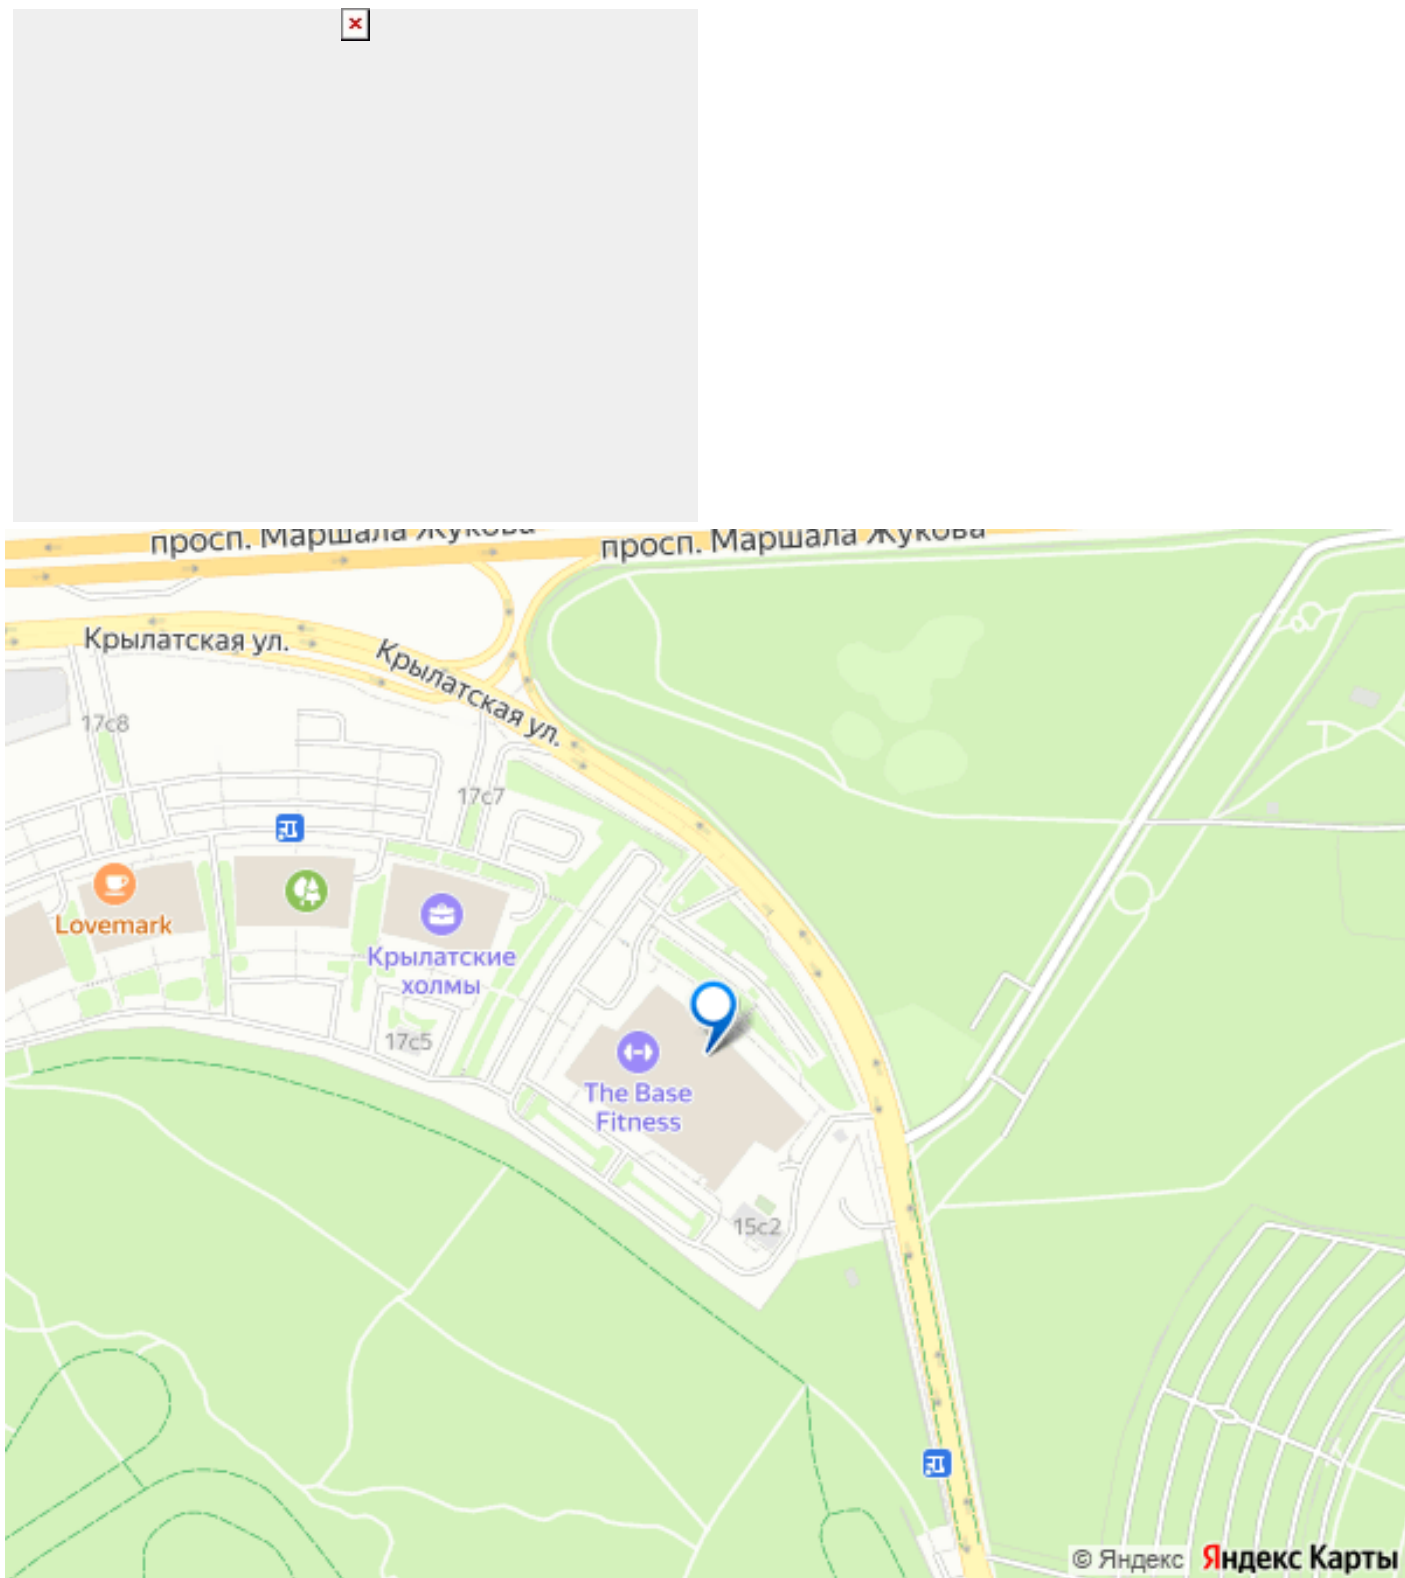 просп. Маршала Жукова
просп. Маршала Жукова
Крылатская ул.
Крылатская ул.
17с8
17с7
Lovemark
Крылатские
холмы
17с5
The Base
Fitness
15с2
© Яндекс Яндекс Карты